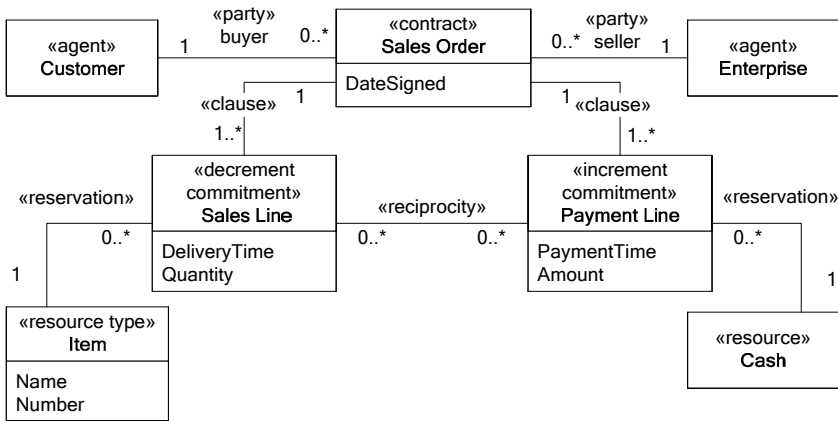 «agent»
Customer
1
«party»
buyer
0..*
«contract»
Sales Order
DateSigned
0..*
«party»
seller
1
«agent»
Enterprise
«clause»
1
1..*
1
«clause»
1..*
«reservation»
0..*
1
«decrement
commitment»
Sales Line
DeliveryTime
Quantity
«reciprocity»
0..*
0..*
«increment
commitment»
Payment Line
PaymentTime
Amount
«reservation»
0..*
1
«resource type»
Item
Name
Number
«resource»
Cash